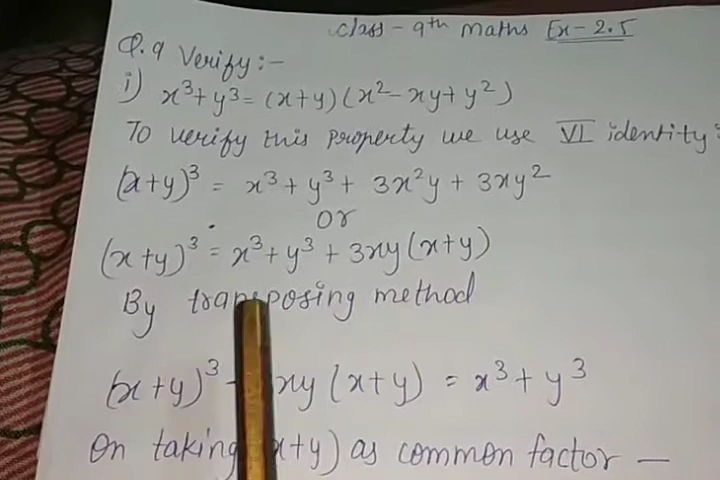 Class - 9th Maths Ex - 2.5
Q.9 Verify :-
i) x³ + y³ = (x+y) (x² - xy + y²)
To verify this property we use VI identity :
(x+y)³ = x³ + y³ + 3x²y + 3xy²
or
(x+y)³ = x³ + y³ + 3xy (x+y)
By transposing method
(x+y)³ - xy (x+y) = x³ + y³
On taking x+y) as common factor —